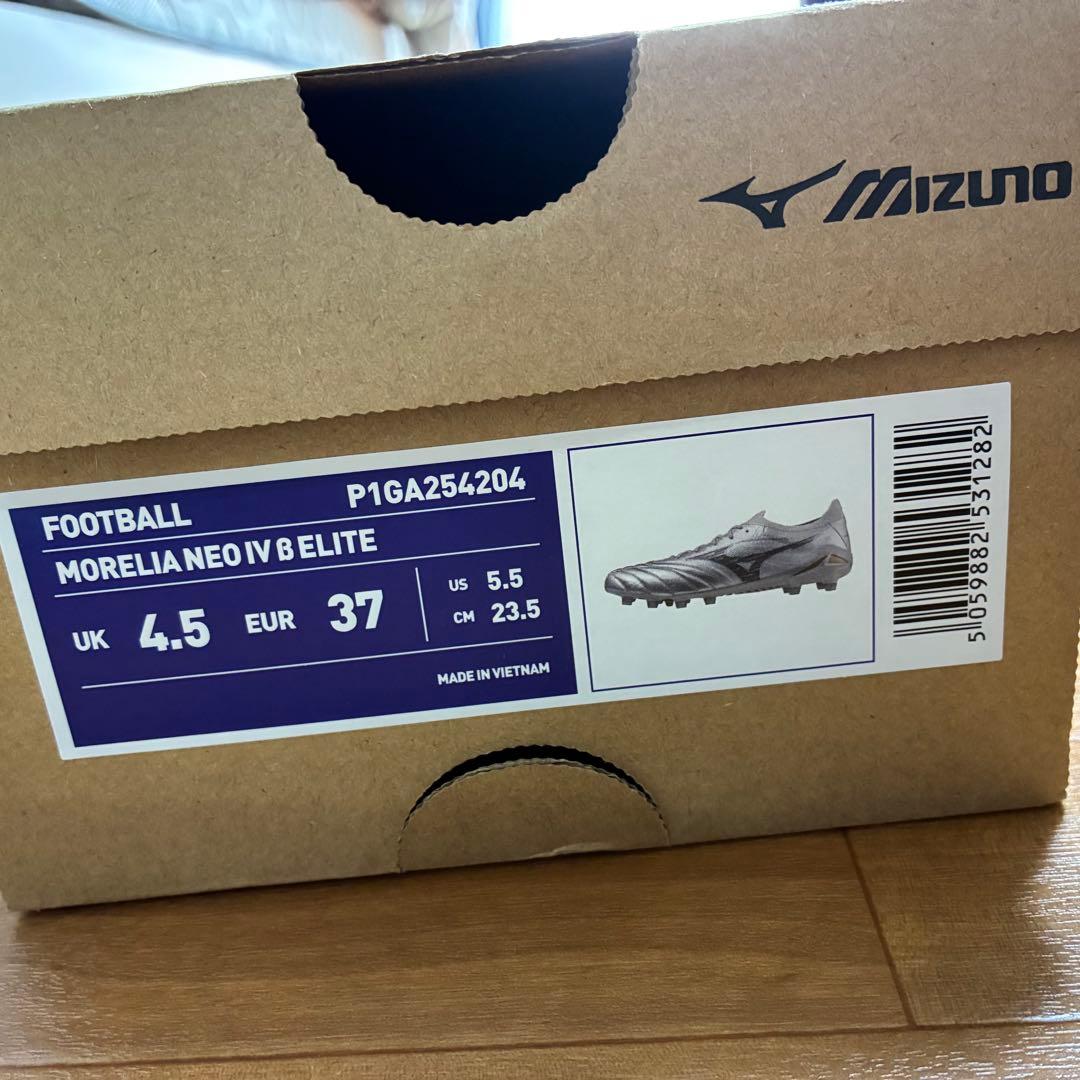 MIZUNO
FOOTBALL P1GA254204
MORELIA NEO IV β ELITE
UK 4.5 EUR 37 US 5.5
CM 23.5
MADE IN VIETNAM
5 059882 531282